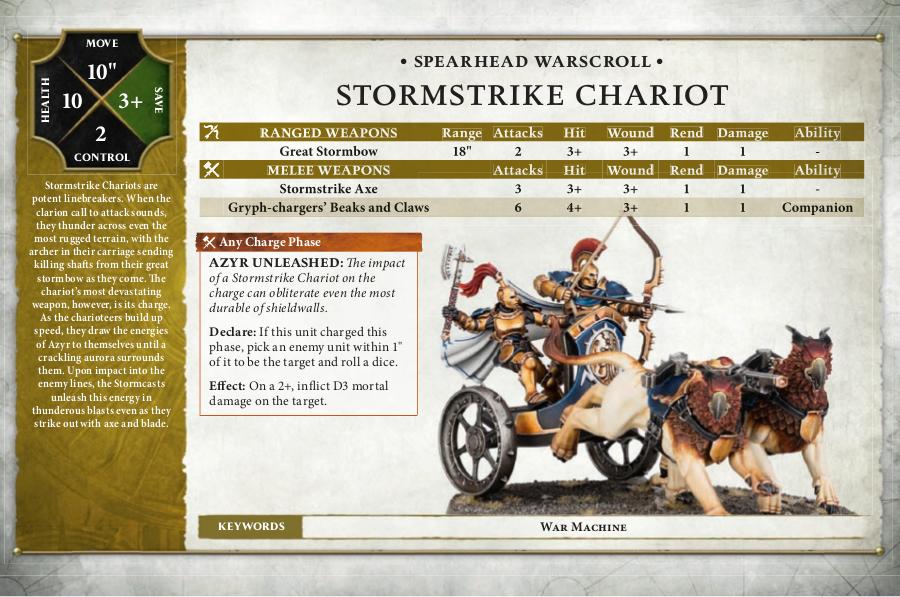 MOVE
10"
HEALTH
10
3+
SAVE
2
CONTROL
Stormstrike Chariots are
potent linebreakers. When the
clarion call to attack sounds,
they thunder across even the
most rugged terrain, with the
archer in their carriage sending
killing shafts from their great
stormbow as they come. The
chariot's most devastating
weapon, however, is its charge.
As the charioteers build up
speed, they draw the energies
of Azyr to themselves until a
crackling aurora surrounds
them. Upon impact into the
enemy lines, the Stormcasts
unleash this energy in
thunderous blasts even as they
strike out with axe and blade.
• SPEARHEAD WARSCROLL •
STORMSTRIKE CHARIOT
RANGED WEAPONS Range Attacks Hit Wound Rend Damage Ability
Great Stormbow 18" 2 3+ 3+ 1 1 -
MELEE WEAPONS Attacks Hit Wound Rend Damage Ability
Stormstrike Axe 3 3+ 3+ 1 1 -
Gryph-chargers' Beaks and Claws 6 4+ 3+ 1 1 Companion
Any Charge Phase
AZYR UNLEASHED: The impact
of a Stormstrike Chariot on the
charge can obliterate even the most
durable of shieldwalls.
Declare: If this unit charged this
phase, pick an enemy unit within 1"
of it to be the target and roll a dice.
Effect: On a 2+, inflict D3 mortal
damage on the target.
KEYWORDS War Machine